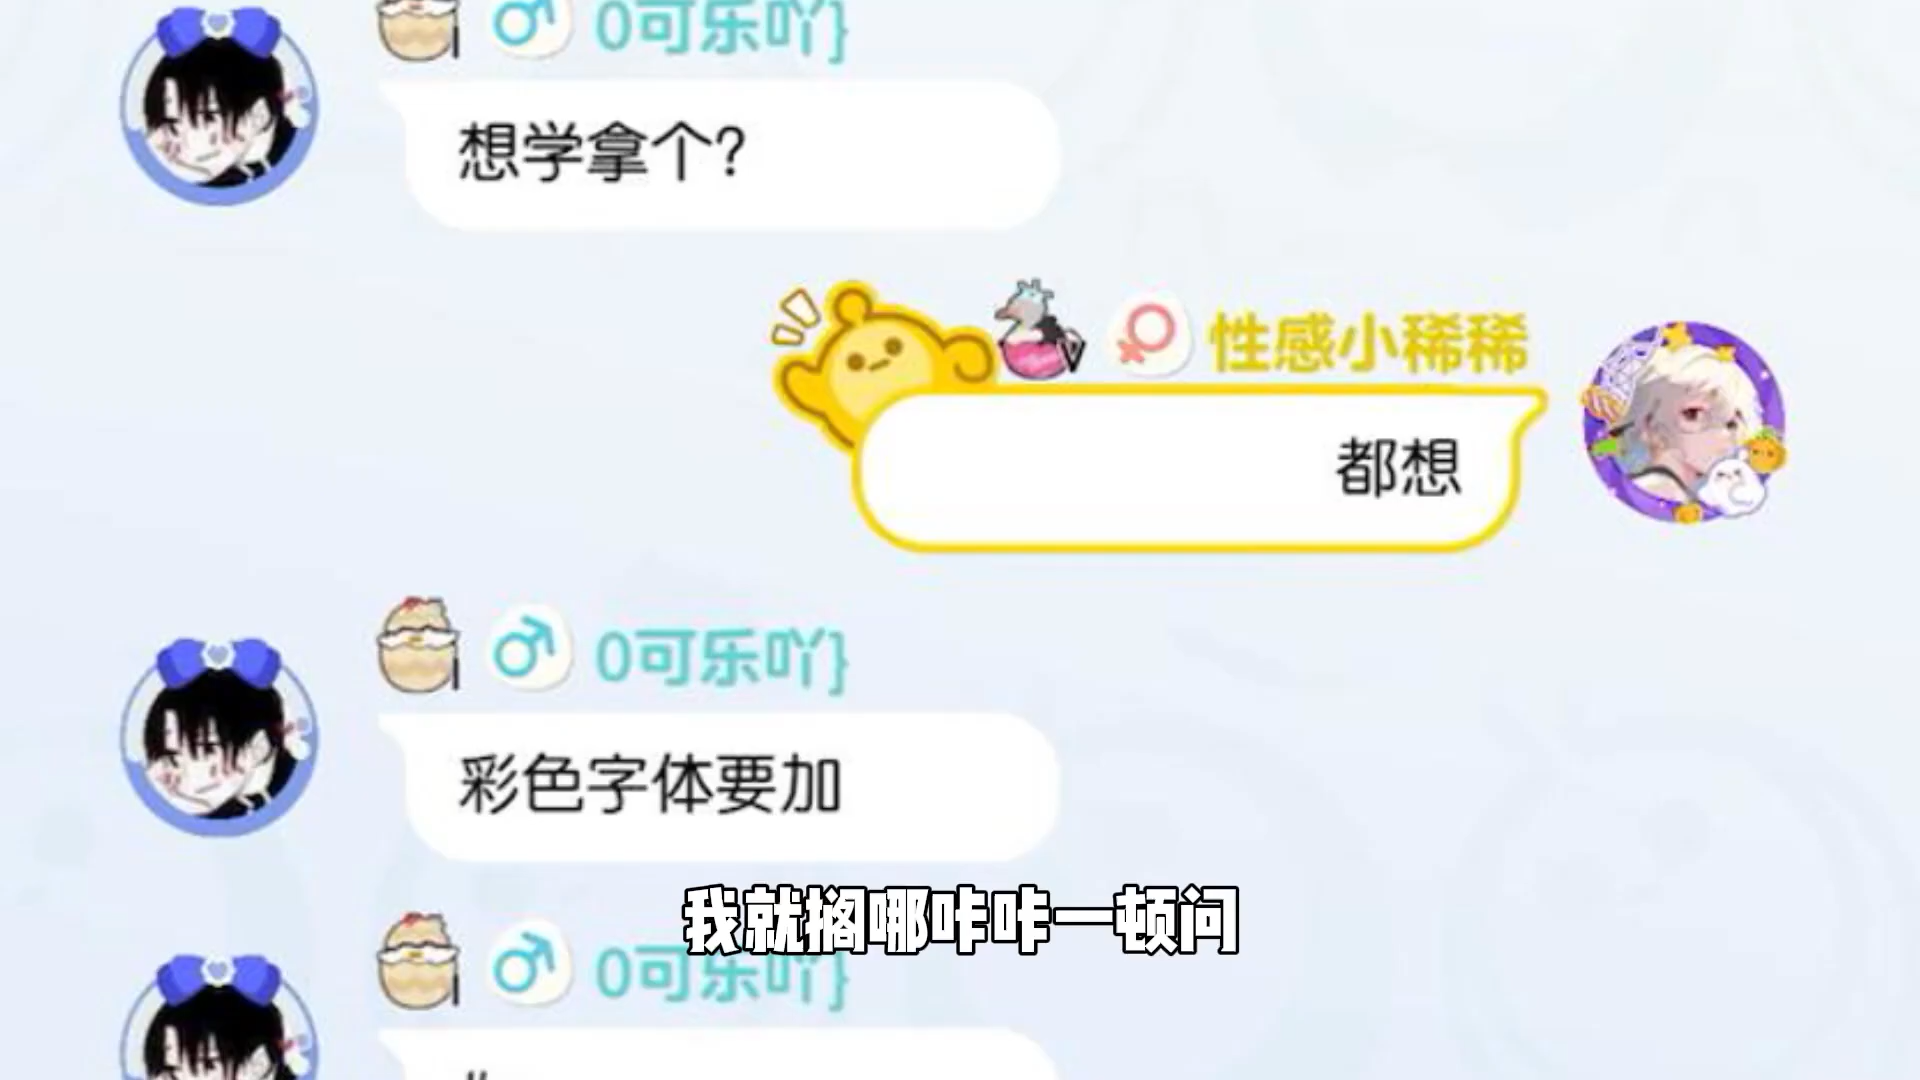 0可乐吖}
想学拿个?
性感小稀稀
都想
0可乐吖}
彩色字体要加
我就搁哪咔咔一顿问
0可乐吖}